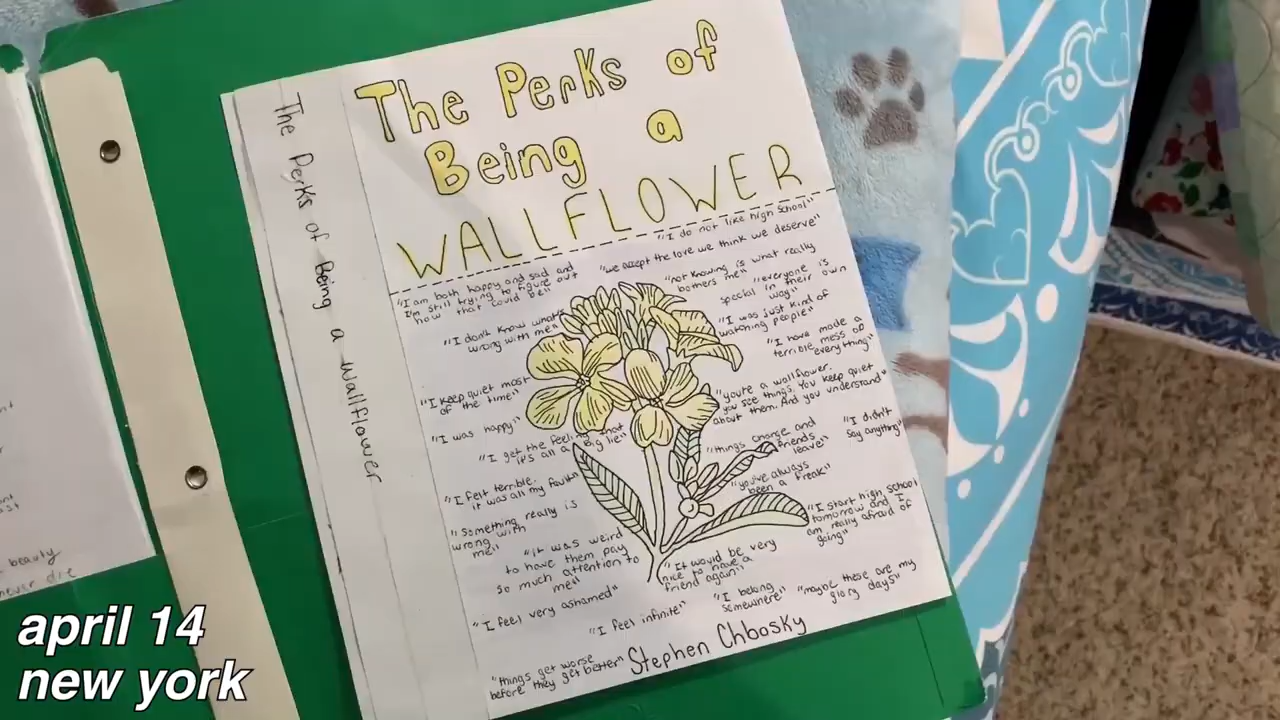 The Perks of
Being a
WALLFLOWER
The Perks of Being a Wallflower
"I do not like high school"
"we accept the love we think we deserve"
"I am both happy and sad and
I'm still trying to figure out
how that could be"
"not knowing is what really
bothers me"
"everyone is
special in their own
way"
"I don't know what's
wrong with me"
"I was just kind of
watching people"
"I have made a
terrible mess of
everything"
"I keep quiet most
of the time"
"you're a wallflower.
you see things. You keep quiet
about them. And you understand"
"I was happy"
"I get the feeling that
it's all a big lie"
"things change and
friends
leave"
"I didn't
say anything"
"you've always
been a freak"
"I felt terrible.
it was all my fault"
"I start high school
tomorrow and I
am really afraid of
going"
"Something really is
wrong with
me"
"it was weird
to have them pay
so much attention to
me"
"It would be very
nice to have a
friend again"
"I feel very ashamed"
"I feel infinite"
"I belong
somewhere"
"maybe these are my
glory days"
"things get worse
before they get better"
Stephen Chbosky
beauty
never die
april 14
new york